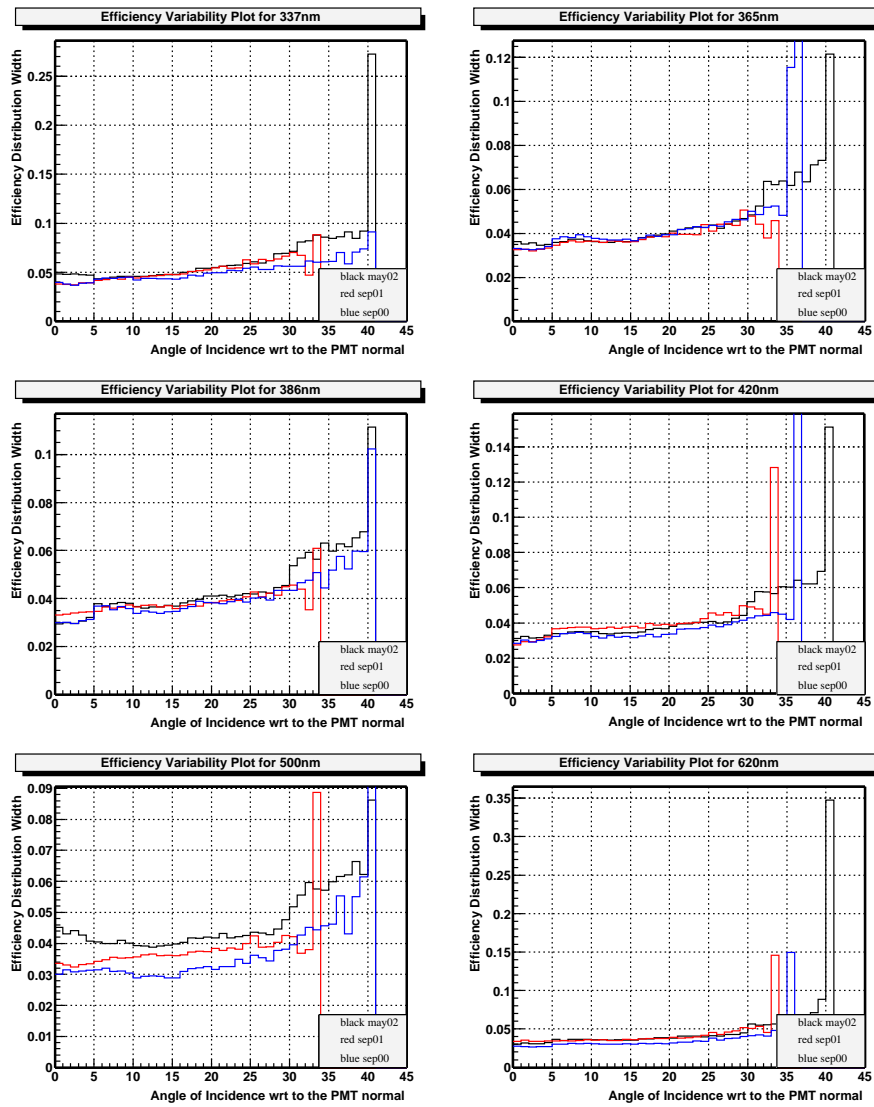 Efficiency Variability Plot for 337nm
Efficiency Distribution Width
0.25
0.2
0.15
0.1
0.05
0
0 5 10 15 20 25 30 35 40 45
Angle of Incidence wrt to the PMT normal
black may02
red sep01
blue sep00
Efficiency Variability Plot for 365nm
Efficiency Distribution Width
0.12
0.1
0.08
0.06
0.04
0.02
0
0 5 10 15 20 25 30 35 40 45
Angle of Incidence wrt to the PMT normal
black may02
red sep01
blue sep00
Efficiency Variability Plot for 386nm
Efficiency Distribution Width
0.1
0.08
0.06
0.04
0.02
0
0 5 10 15 20 25 30 35 40 45
Angle of Incidence wrt to the PMT normal
black may02
red sep01
blue sep00
Efficiency Variability Plot for 420nm
Efficiency Distribution Width
0.14
0.12
0.1
0.08
0.06
0.04
0.02
0
0 5 10 15 20 25 30 35 40 45
Angle of Incidence wrt to the PMT normal
black may02
red sep01
blue sep00
Efficiency Variability Plot for 500nm
Efficiency Distribution Width
0.09
0.08
0.07
0.06
0.05
0.04
0.03
0.02
0.01
0
0 5 10 15 20 25 30 35 40 45
Angle of Incidence wrt to the PMT normal
black may02
red sep01
blue sep00
Efficiency Variability Plot for 620nm
Efficiency Distribution Width
0.35
0.3
0.25
0.2
0.15
0.1
0.05
0
0 5 10 15 20 25 30 35 40 45
Angle of Incidence wrt to the PMT normal
black may02
red sep01
blue sep00